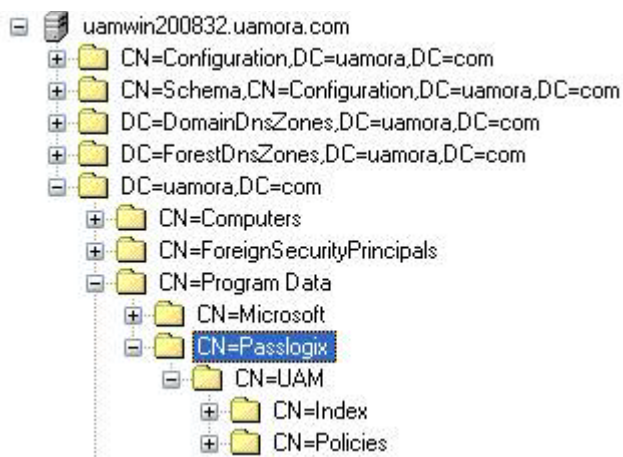 uamwin200832.uamora.com
CN=Configuration,DC=uamora,DC=com
CN=Schema,CN=Configuration,DC=uamora,DC=com
DC=DomainDnsZones,DC=uamora,DC=com
DC=ForestDnsZones,DC=uamora,DC=com
DC=uamora,DC=com
CN=Computers
CN=ForeignSecurityPrincipals
CN=Program Data
CN=Microsoft
CN=Passlogix
CN=UAM
CN=Index
CN=Policies